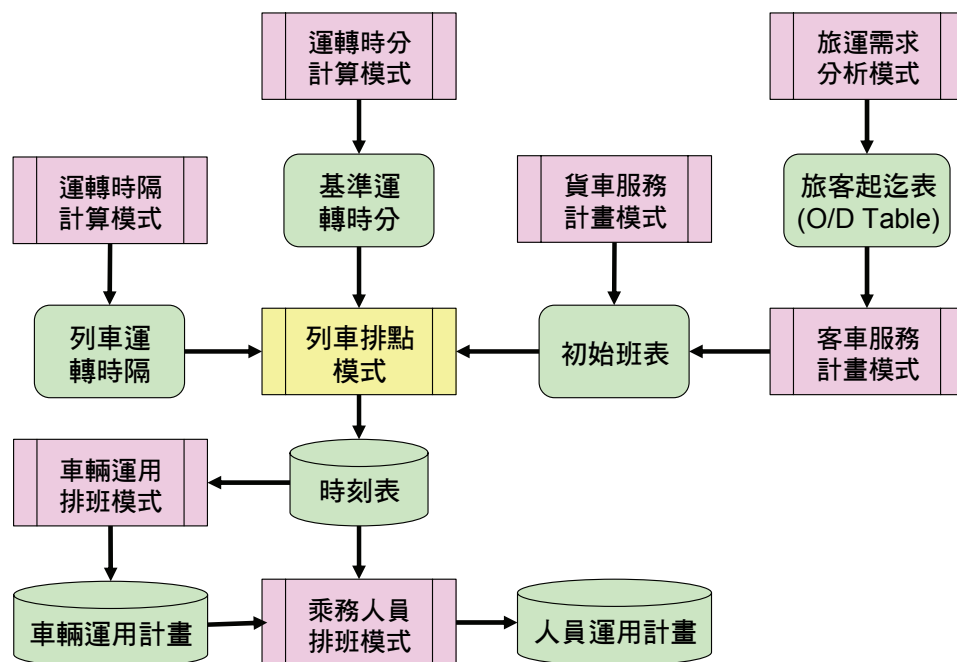 運轉時分
計算模式
旅運需求
分析模式
運轉時隔
計算模式
基準運
轉時分
貨車服務
計畫模式
旅客起迄表
(O/D Table)
列車運
轉時隔
列車排點
模式
初始班表
客車服務
計畫模式
車輛運用
排班模式
時刻表
車輛運用計畫
乘務人員
排班模式
人員運用計畫